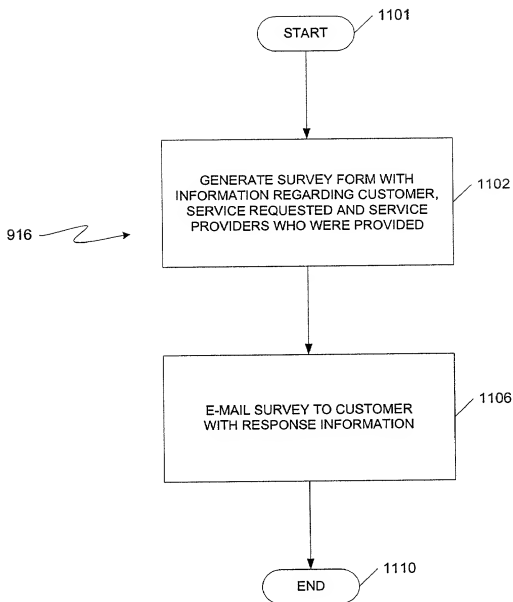 1101
START
GENERATE SURVEY FORM WITH
INFORMATION REGARDING CUSTOMER,
SERVICE REQUESTED AND SERVICE
PROVIDERS WHO WERE PROVIDED
1102
916
E-MAIL SURVEY TO CUSTOMER
WITH RESPONSE INFORMATION
1106
1110
END